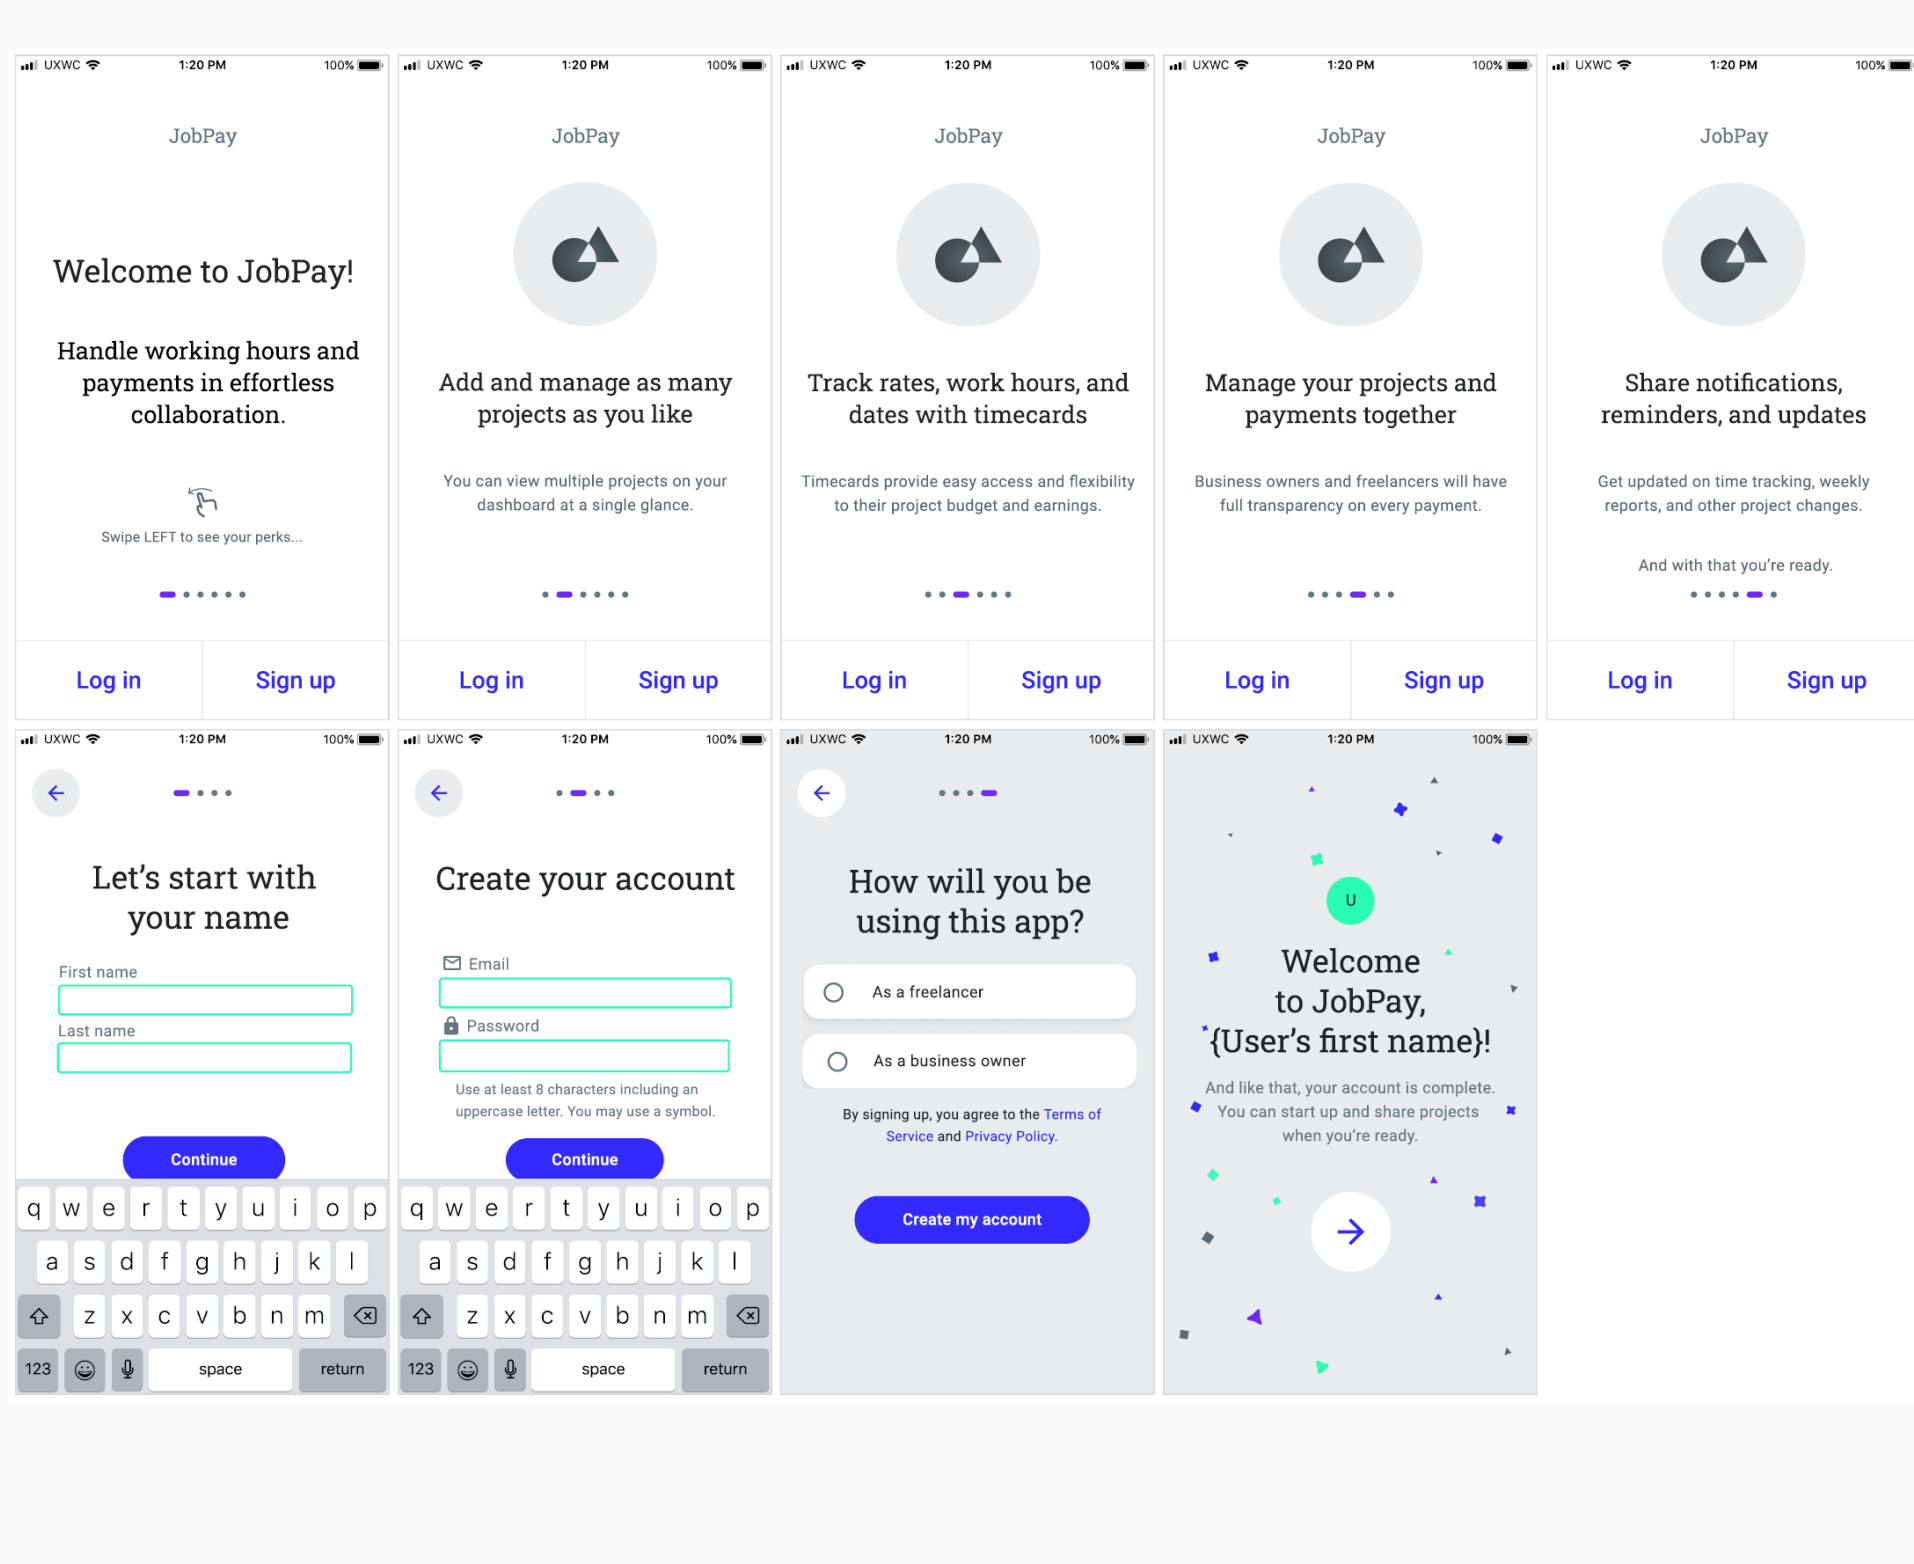 UXWC 1:20 PM 100%
JobPay
Welcome to JobPay!
Handle working hours and
payments in effortless
collaboration.
Swipe LEFT to see your perks...
Log in Sign up
UXWC 1:20 PM 100%
JobPay
Add and manage as many
projects as you like
You can view multiple projects on your
dashboard at a single glance.
Log in Sign up
UXWC 1:20 PM 100%
JobPay
Track rates, work hours, and
dates with timecards
Timecards provide easy access and flexibility
to their project budget and earnings.
Log in Sign up
UXWC 1:20 PM 100%
JobPay
Manage your projects and
payments together
Business owners and freelancers will have
full transparency on every payment.
Log in Sign up
UXWC 1:20 PM 100%
JobPay
Share notifications,
reminders, and updates
Get updated on time tracking, weekly
reports, and other project changes.
And with that you’re ready.
Log in Sign up
UXWC 1:20 PM 100%
Let’s start with
your name
First name
Last name
Continue
q w e r t y u i o p
a s d f g h j k l
z x c v b n m
123 space return
UXWC 1:20 PM 100%
Create your account
Email
Password
Use at least 8 characters including an
uppercase letter. You may use a symbol.
Continue
q w e r t y u i o p
a s d f g h j k l
z x c v b n m
123 space return
UXWC 1:20 PM 100%
How will you be
using this app?
As a freelancer
As a business owner
By signing up, you agree to the Terms of
Service and Privacy Policy.
Create my account
UXWC 1:20 PM 100%
U
Welcome
to JobPay,
{User’s first name}!
And like that, your account is complete.
You can start up and share projects
when you’re ready.